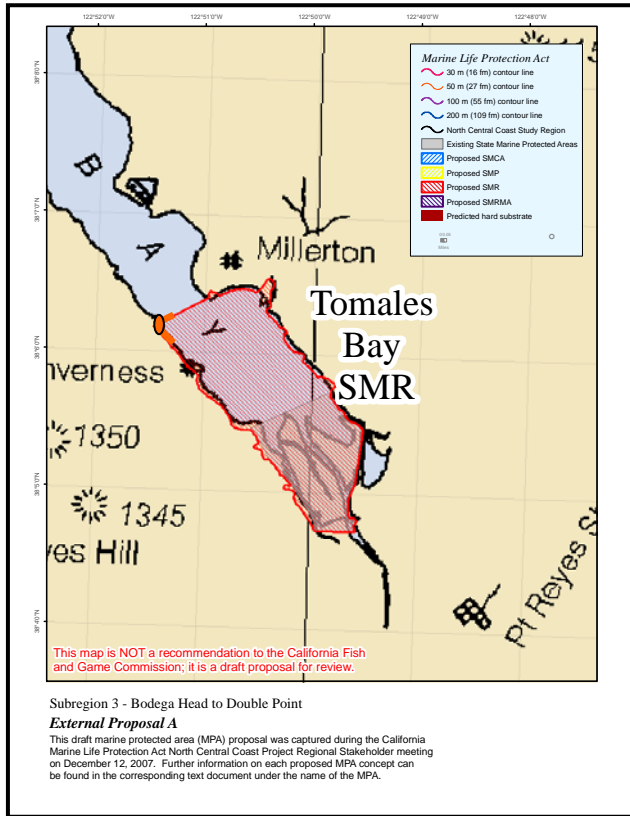 122°52'0"W
122°51'0"W
122°50'0"W
122°49'0"W
122°48'0"W
Marine Life Protection Act
30 m (16 fm) contour line
50 m (27 fm) contour line
100 m (55 fm) contour line
200 m (109 fm) contour line
North Central Coast Study Region
Existing State Marine Protected Areas
Proposed SMCA
Proposed SMP
Proposed SMR
Proposed SMRMA
Predicted hard substrate
Miles
38°8'0"N
38°7'0"N
38°6'0"N
38°5'0"N
38°4'0"N
B
A
Y
Millerton
Tomales
Bay
SMR
nverness
1350
1345
yes Hill
Pt Reyes S
This map is NOT a recommendation to the California Fish
and Game Commission; it is a draft proposal for review.
Subregion 3 - Bodega Head to Double Point
External Proposal A
This draft marine protected area (MPA) proposal was captured during the California
Marine Life Protection Act North Central Coast Project Regional Stakeholder meeting
on December 12, 2007. Further information on each proposed MPA concept can
be found in the corresponding text document under the name of the MPA.